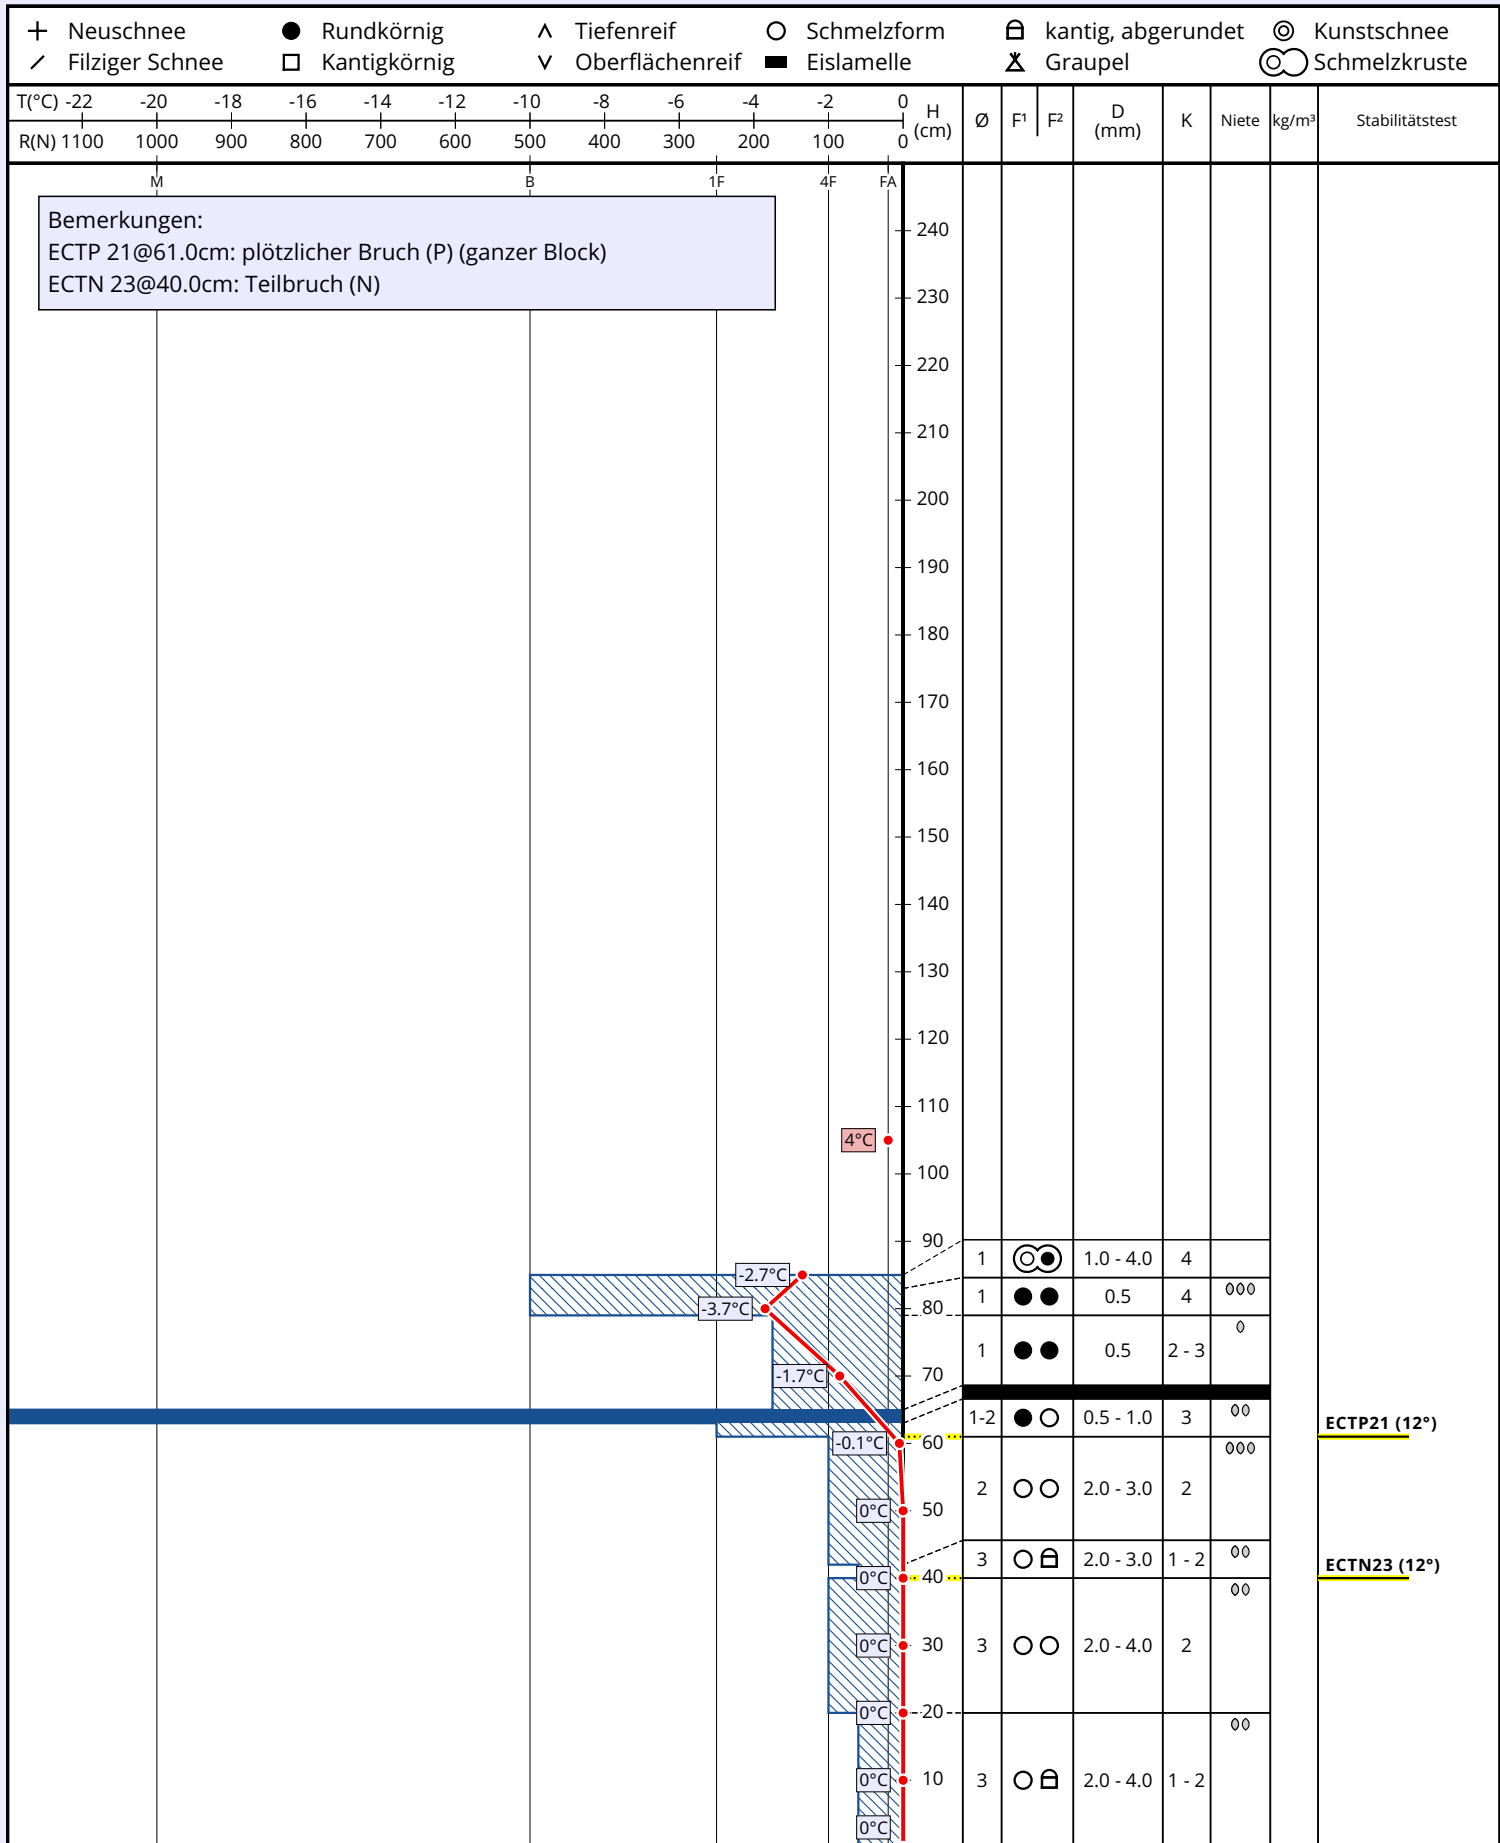 Neuschnee Rundkörnig Tiefenreif Schmelzform kantig, abgerundet Kunstschnee
Filziger Schnee Kantigkörnig Oberflächenreif Eislamelle Graupel Schmelzkruste
T(°C) -22 -20 -18 -16 -14 -12 -10 -8 -6 -4 -2 0
R(N) 1100 1000 900 800 700 600 500 400 300 200 100 0
H (cm) Ø F¹ F² D (mm) K Niete kg/m³ Stabilitätstest
M B 1F 4F FA
Bemerkungen:
ECTP 21@61.0cm: plötzlicher Bruch (P) (ganzer Block)
ECTN 23@40.0cm: Teilbruch (N)
240
230
220
210
200
190
180
170
160
150
140
130
120
110
4°C
100
90
1 1.0 - 4.0 4
-2.7°C
1 0.5 4
-3.7°C 80
1 0.5 2 - 3
-1.7°C 70
1-2 0.5 - 1.0 3
ECTP21 (12°)
-0.1°C 60
2 2.0 - 3.0 2
0°C 50
3 2.0 - 3.0 1 - 2
ECTN23 (12°)
0°C 40
0°C 30 3 2.0 - 4.0 2
0°C 20
0°C 10 3 2.0 - 4.0 1 - 2
0°C